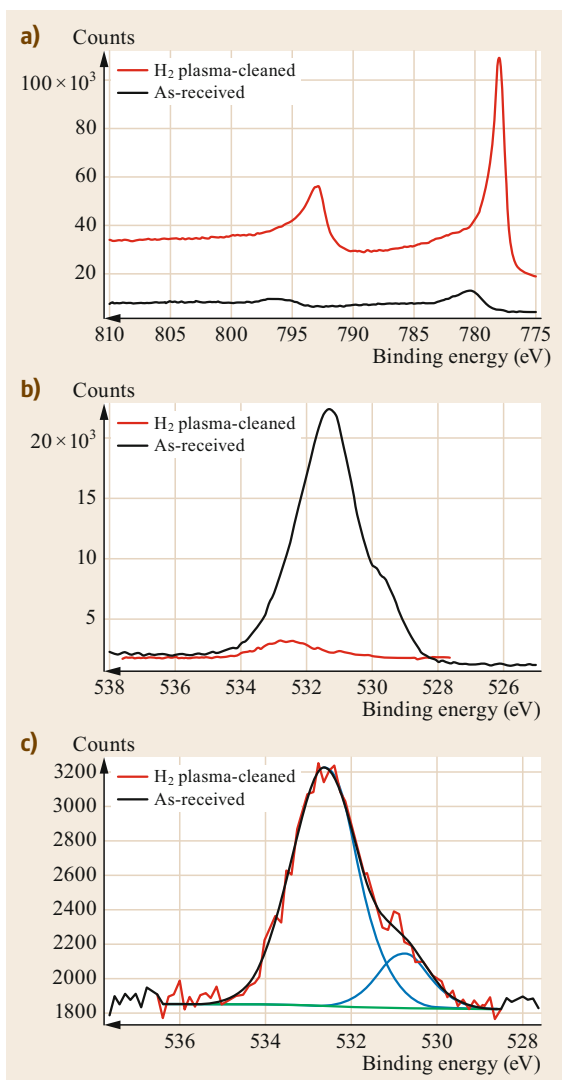 a) Counts
100 × 10³
80
60
40
20
H₂ plasma-cleaned
As-received
810 805 800 795 790 785 780 775
Binding energy (eV)
b) Counts
20 × 10³
15
10
5
H₂ plasma-cleaned
As-received
538 536 534 532 530 528 526
Binding energy (eV)
c) Counts
3200
3000
2800
2600
2400
2200
2000
1800
H₂ plasma-cleaned
As-received
536 534 532 530 528
Binding energy (eV)